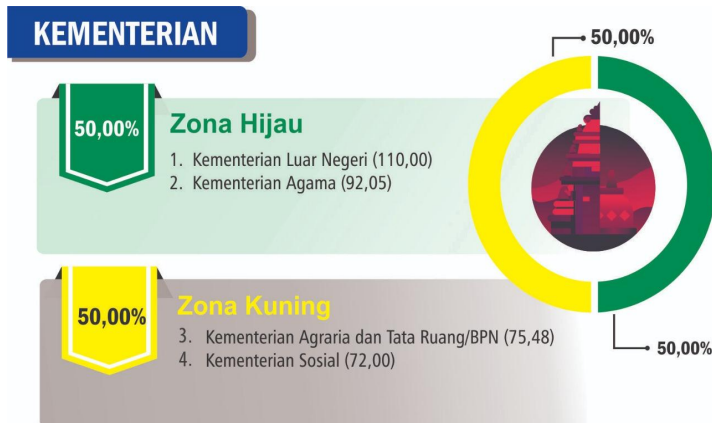 KEMENTERIAN
50,00%
50,00%
Zona Hijau
1. Kementerian Luar Negeri (110,00)
2. Kementerian Agama (92,05)
50,00%
Zona Kuning
3. Kementerian Agraria dan Tata Ruang/BPN (75,48)
4. Kementerian Sosial (72,00)
50,00%